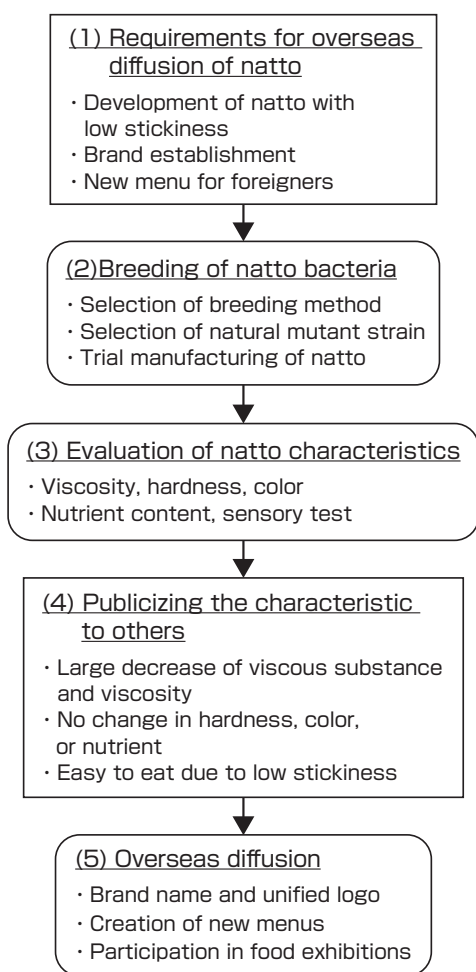 (1) Requirements for overseas
diffusion of natto
・Development of natto with
low stickiness
・Brand establishment
・New menu for foreigners
(2)Breeding of natto bacteria
・Selection of breeding method
・Selection of natural mutant strain
・Trial manufacturing of natto
(3) Evaluation of natto characteristics
・Viscosity, hardness, color
・Nutrient content, sensory test
(4) Publicizing the characteristic
to others
・Large decrease of viscous substance
and viscosity
・No change in hardness, color,
or nutrient
・Easy to eat due to low stickiness
(5) Overseas diffusion
・Brand name and unified logo
・Creation of new menus
・Participation in food exhibitions